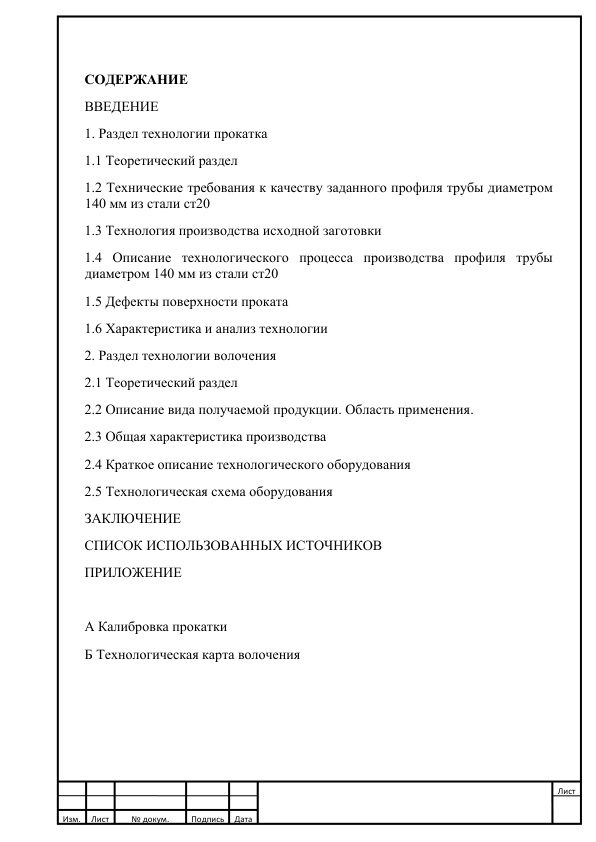 СОДЕРЖАНИЕ
ВВЕДЕНИЕ
1. Раздел технологии прокатка
1.1 Теоретический раздел
1.2 Технические требования к качеству заданного профиля трубы диаметром
140 мм из стали ст20
1.3 Технология производства исходной заготовки
1.4 Описание технологического процесса производства профиля трубы
диаметром 140 мм из стали ст20
1.5 Дефекты поверхности проката
1.6 Характеристика и анализ технологии
2. Раздел технологии волочения
2.1 Теоретический раздел
2.2 Описание вида получаемой продукции. Область применения.
2.3 Общая характеристика производства
2.4 Краткое описание технологического оборудования
2.5 Технологическая схема оборудования
ЗАКЛЮЧЕНИЕ
СПИСОК ИСПОЛЬЗОВАННЫХ ИСТОЧНИКОВ
ПРИЛОЖЕНИЕ
А Калибровка прокатки
Б Технологическая карта волочения
Лист
Изм. Лист № докум. Подпись Дата